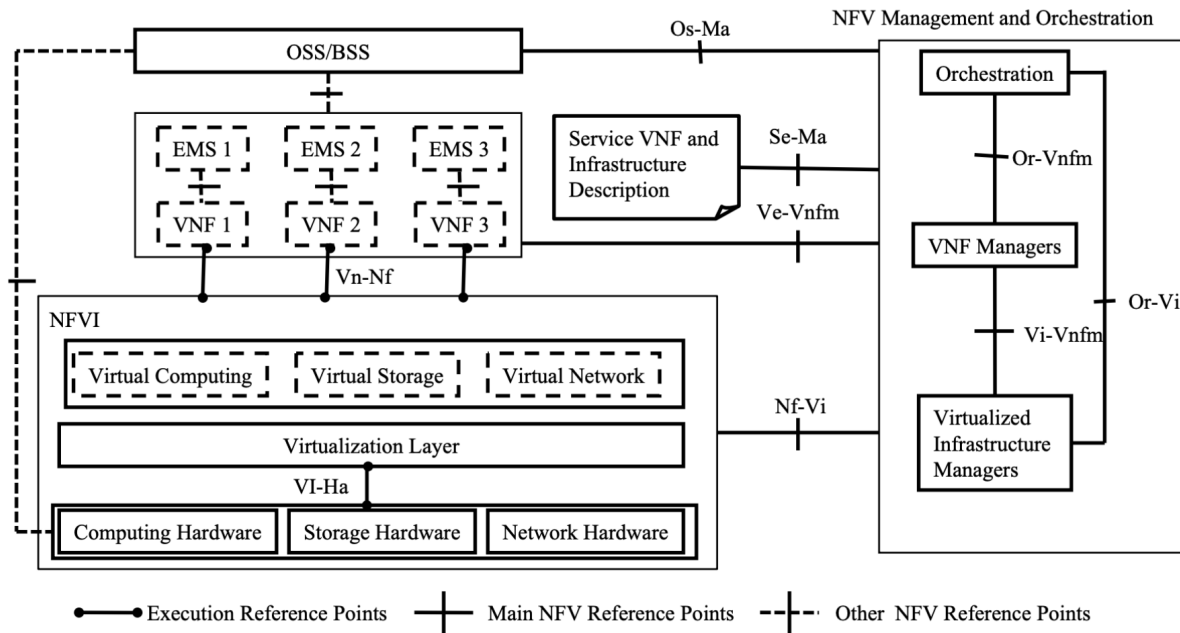 NFV Management and Orchestration
Os-Ma
OSS/BSS
Orchestration
EMS 1
EMS 2
EMS 3
Service VNF and
Infrastructure
Description
Se-Ma
Or-Vnfm
VNF 1
VNF 2
VNF 3
Ve-Vnfm
VNF Managers
Vn-Nf
Or-Vi
NFVI
Vi-Vnfm
Virtual Computing
Virtual Storage
Virtual Network
Nf-Vi
Virtualized
Infrastructure
Managers
Virtualization Layer
VI-Ha
Computing Hardware
Storage Hardware
Network Hardware
Execution Reference Points
Main NFV Reference Points
Other NFV Reference Points